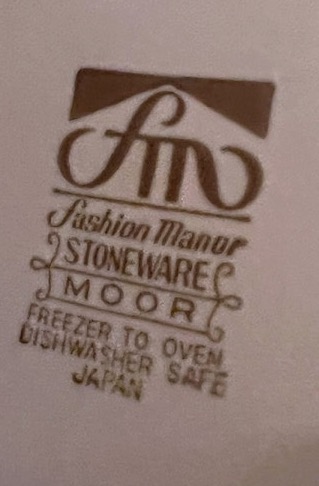 fm
Fashion Manor
STONEWARE
MOOR
FREEZER TO OVEN
DISHWASHER SAFE
JAPAN